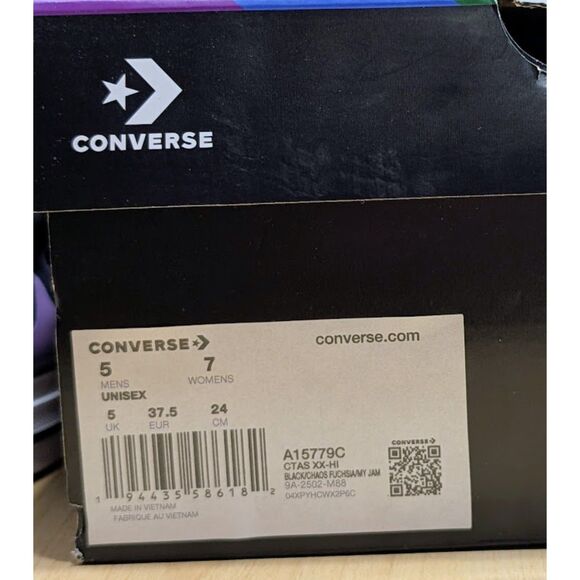 CONVERSE
CONVERSE
converse.com
5 7
MENS WOMENS
UNISEX
5 37.5 24
UK EUR CM
A15779C
CTAS XX-HI
BLACK/CHAOS FUCHSIA/MY JAM
9A-2502-M88
04XPYHCWX2P6C
CONVERSE
1 94435 58618 2
MADE IN VIETNAM
FABRIQUE AU VIETNAM